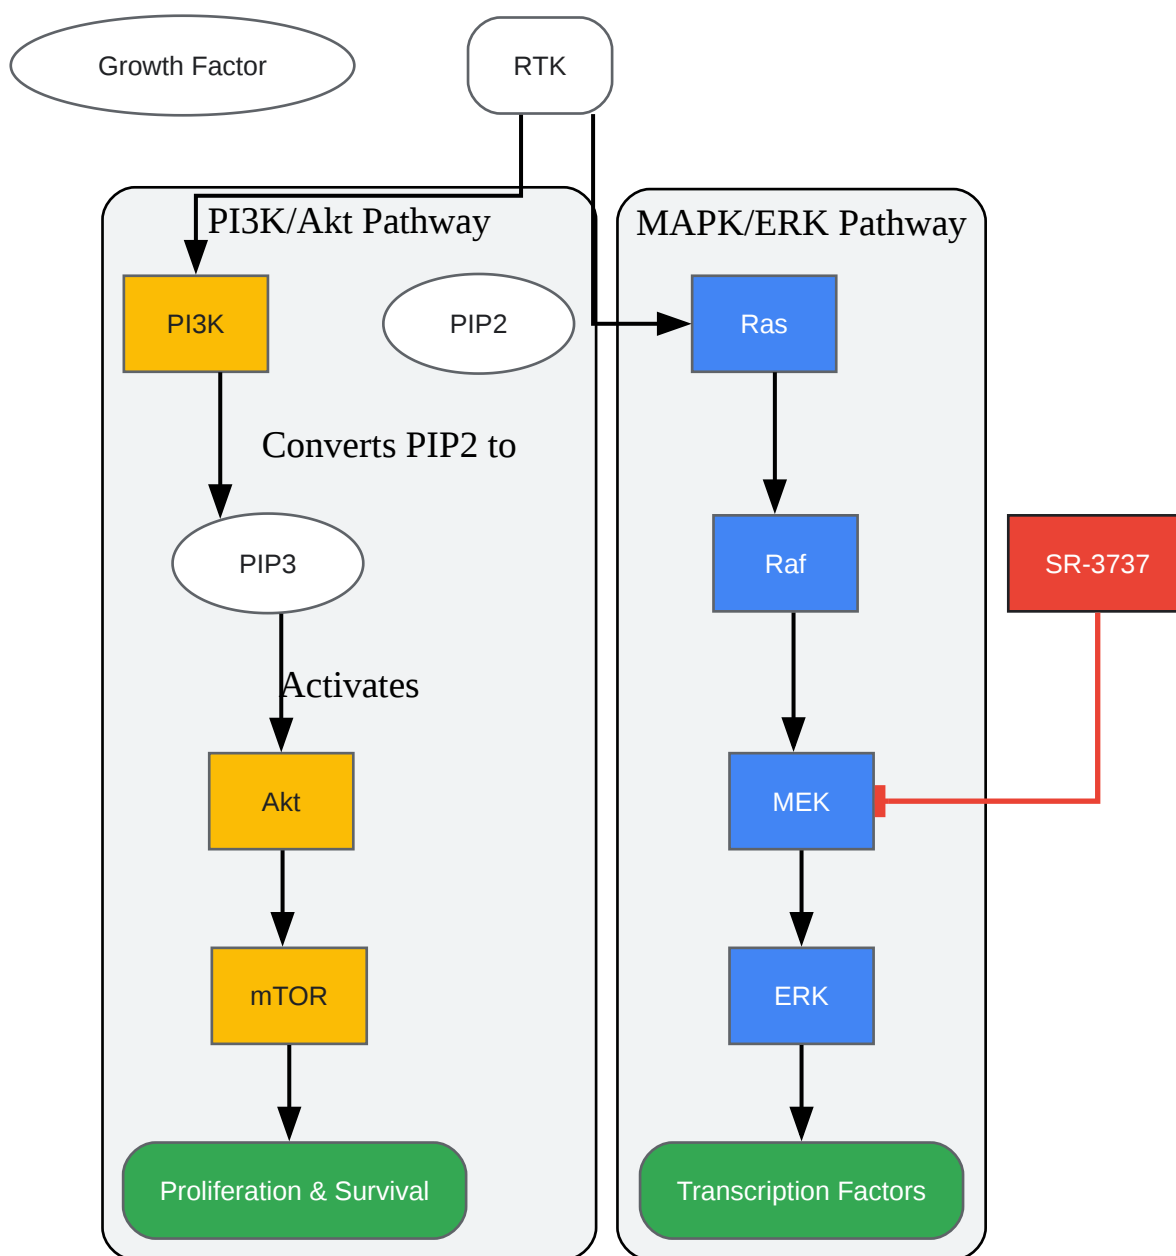 Growth Factor
RTK
PI3K/Akt Pathway
MAPK/ERK Pathway
PI3K
PIP2
Ras
Converts PIP2 to
PIP3
Raf
SR-3737
Activates
Akt
MEK
mTOR
ERK
Proliferation & Survival
Transcription Factors